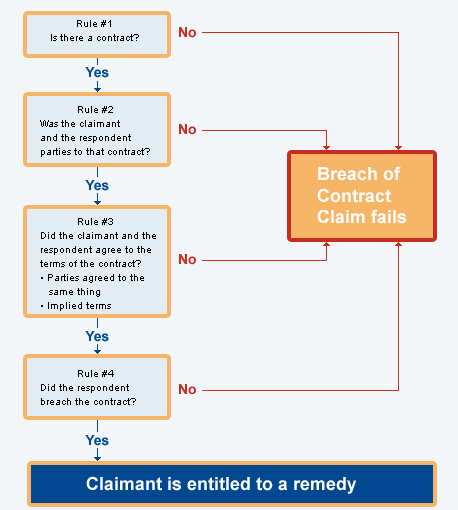 Rule #1
Is there a contract?
No
Yes
Rule #2
Was the claimant
and the respondent
parties to that contract?
No
Yes
Breach of
Contract
Claim fails
Rule #3
Did the claimant and the
respondent agree to the
terms of the contract?
• Parties agreed to the
same thing
• Implied terms
No
Yes
Rule #4
Did the respondent
breach the contract?
No
Yes
Claimant is entitled to a remedy